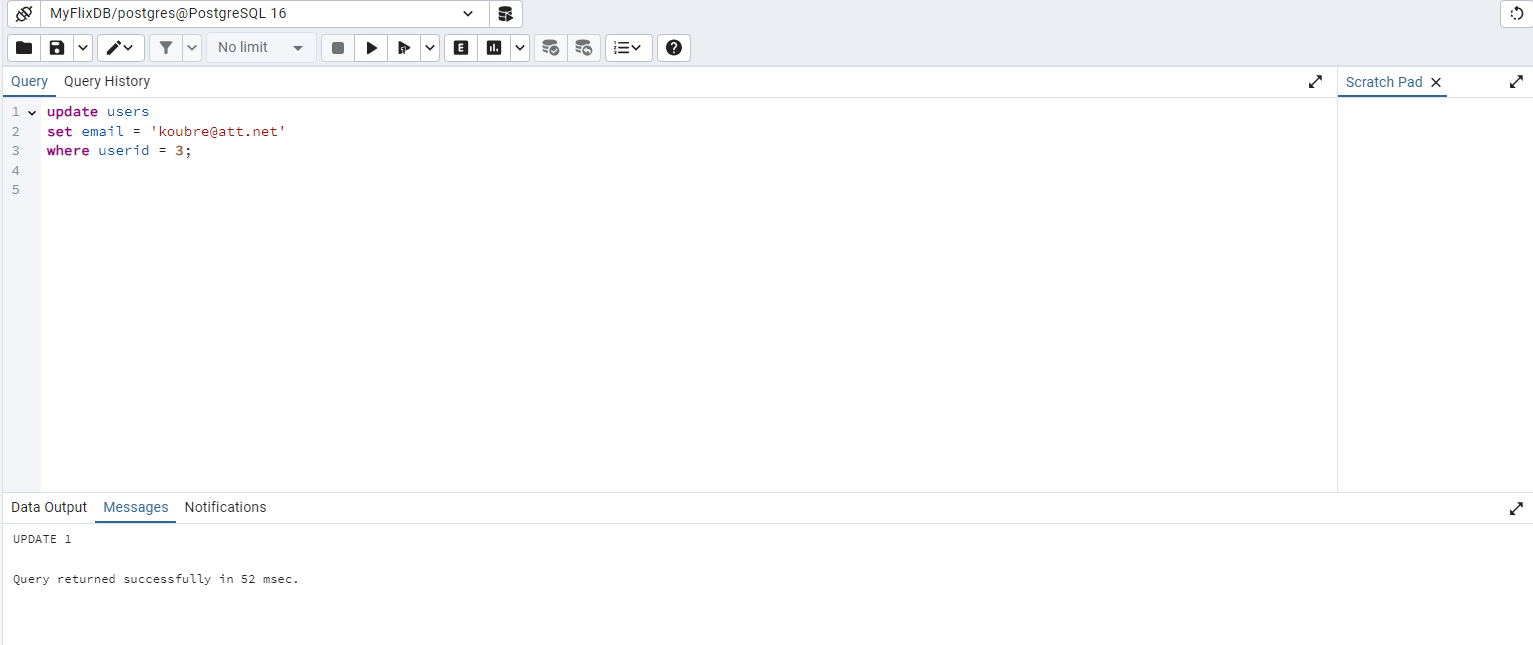 MyFlixDB/postgres@PostgreSQL 16
No limit
E
Query Query History
Scratch Pad
1 update users
2 set email = 'koubre@att.net'
3 where userid = 3;
4
5
Data Output Messages Notifications
UPDATE 1
Query returned successfully in 52 msec.